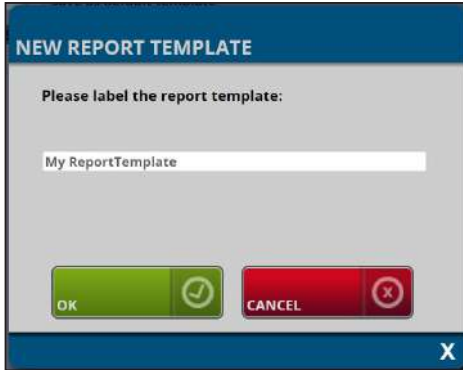 NEW REPORT TEMPLATE
Please label the report template:
My ReportTemplate
OK
CANCEL
X